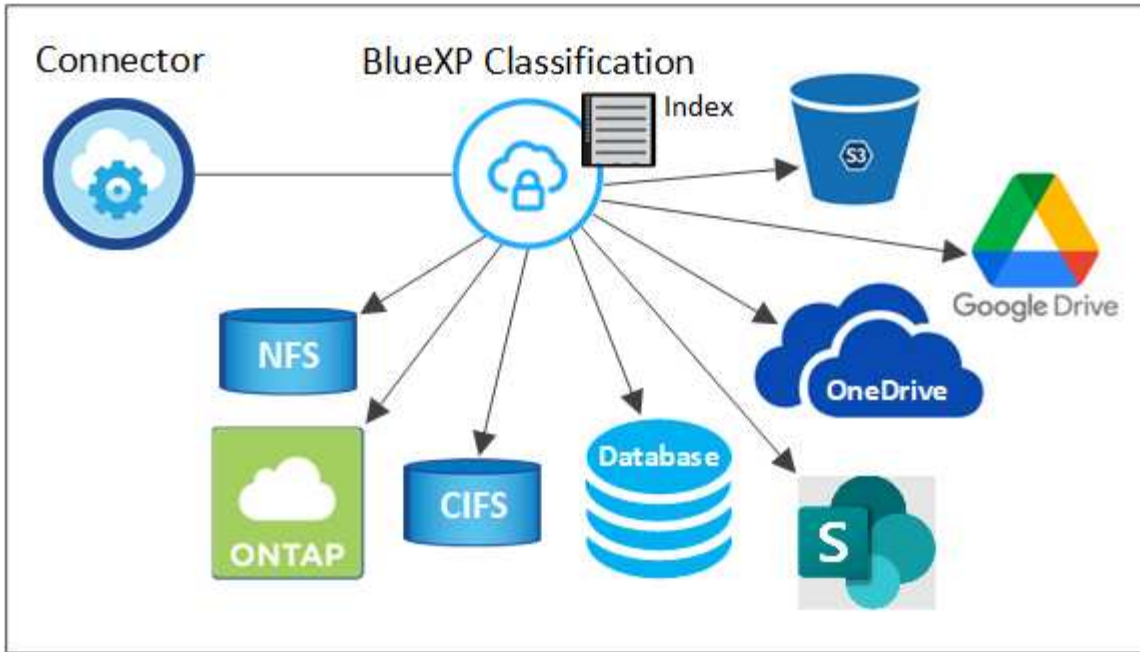 Connector
BlueXP Classification
Index
S3
Google Drive
NFS
OneDrive
ONTAP
CIFS
Database
S